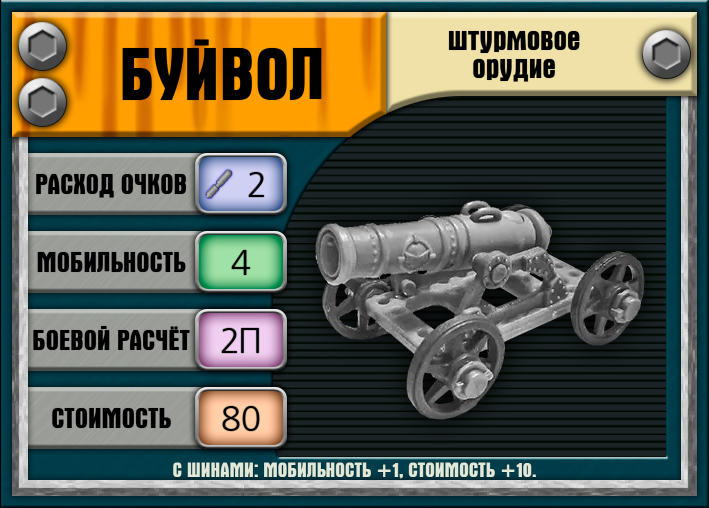 БУЙВОЛ
ШТУРМОВОЕ
ОРУДИЕ
РАСХОД ОЧКОВ 2
МОБИЛЬНОСТЬ 4
БОЕВОЙ РАСЧЁТ 2П
СТОИМОСТЬ 80
С ШИНАМИ: МОБИЛЬНОСТЬ +1, СТОИМОСТЬ +10.